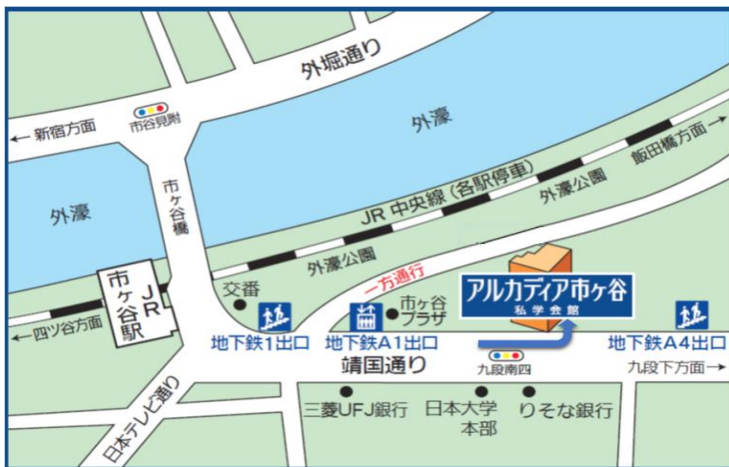 外堀通り
市谷見附
←新宿方面
外濠
飯田橋方面→
市ヶ谷橋
JR中央線(各駅停車)
外濠公園
外濠
外濠公園
一方通行
アルカディア市ヶ谷
私学会館
JR
市ヶ谷駅
交番
市ヶ谷
プラザ
←四ツ谷方面
地下鉄1出口
地下鉄A1出口
地下鉄A4出口
靖国通り
九段南四
九段下方面→
日本テレビ通り
三菱UFJ銀行
日本大学
本部
りそな銀行